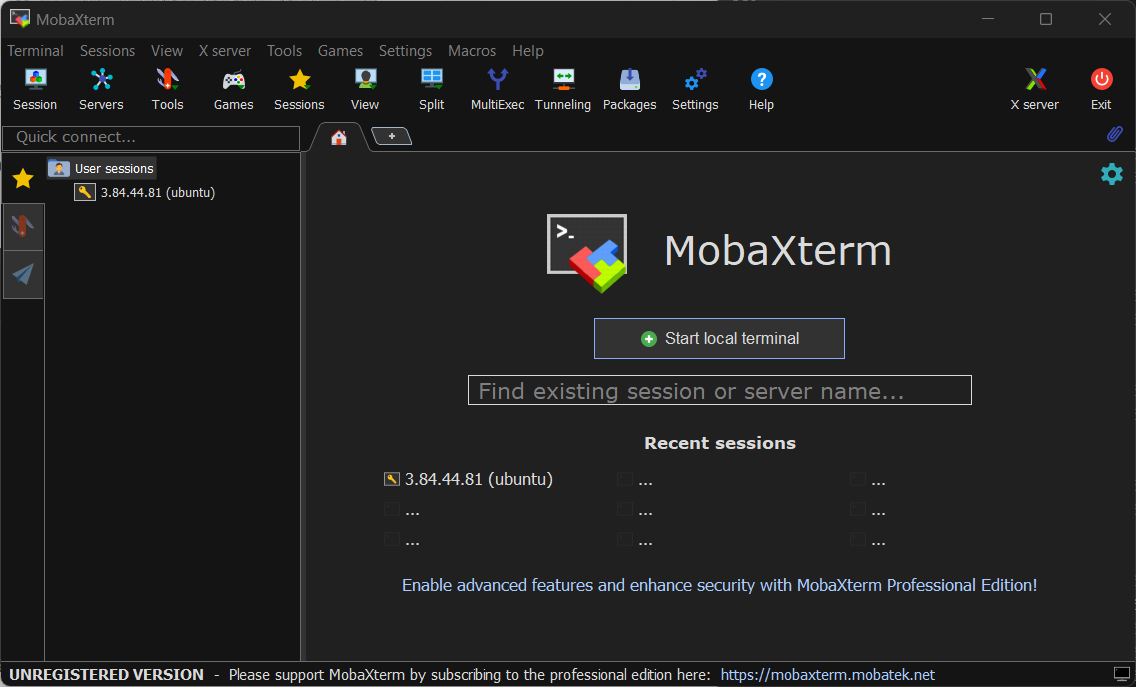 MobaXterm
Terminal Sessions View X server Tools Games Settings Macros Help
Session Servers Tools Games Sessions View Split MultiExec Tunneling Packages Settings Help X server Exit
Quick connect...
User sessions
3.84.44.81 (ubuntu)
>_
MobaXterm
Start local terminal
Find existing session or server name...
Recent sessions
3.84.44.81 (ubuntu) ... ...
... ... ...
... ... ...
Enable advanced features and enhance security with MobaXterm Professional Edition!
UNREGISTERED VERSION - Please support MobaXterm by subscribing to the professional edition here: https://mobaxterm.mobatek.net